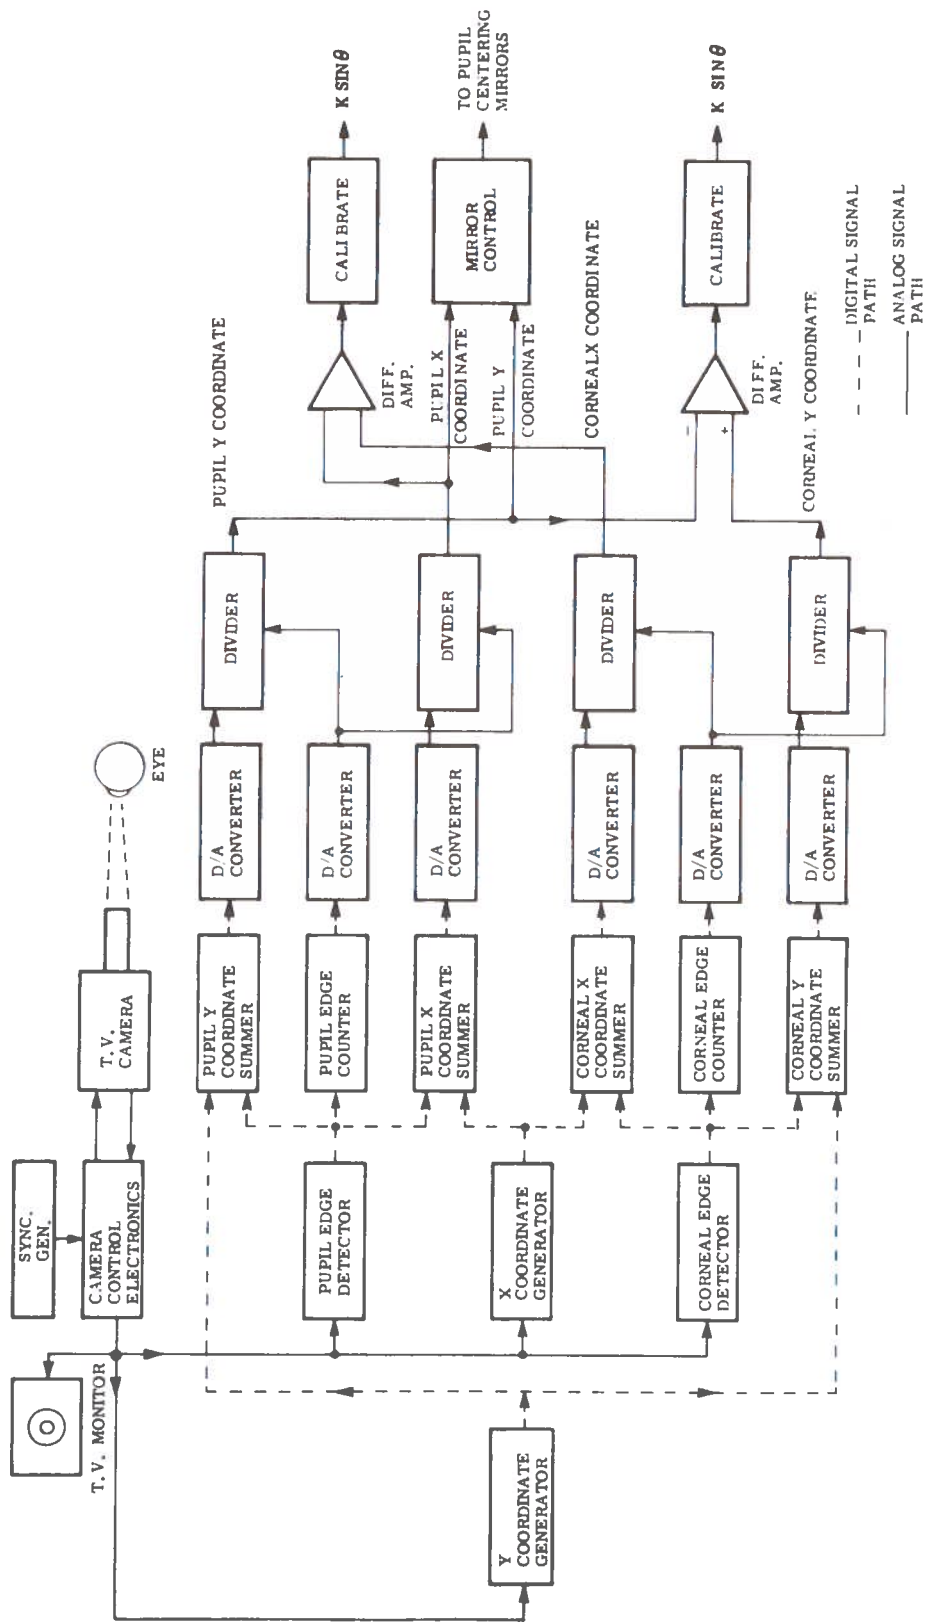 SYNC.
GEN.
CAMERA
CONTROL
ELECTRONICS
T. V.
CAMERA
EYE
T. V. MONITOR
Y
COORDINATE
GENERATOR
PUPIL EDGE
DETECTOR
X
COORDINATE
GENERATOR
CORNEAL EDGE
DETECTOR
PUPIL Y
COORDINATE
SUMMER
PUPIL EDGE
COUNTER
PUPIL X
COORDINATE
SUMMER
CORNEAL X
COORDINATE
SUMMER
CORNEAL EDGE
COUNTER
CORNEAL Y
COORDINATE
SUMMER
D/A
CONVERTER
D/A
CONVERTER
D/A
CONVERTER
D/A
CONVERTER
D/A
CONVERTER
D/A
CONVERTER
DIVIDER
DIVIDER
DIVIDER
DIVIDER
PUPIL Y COORDINATE
DIFF.
AMP.
PUPIL X
COORDINATE
PUPIL Y
COORDINATE
CORNEALX COORDINATE
-
+
DIFF.
AMP.
CORNEAL Y COORDINATE
CALIBRATE
MIRROR
CONTROL
CALIBRATE
K SINθ
TO PUPIL
CENTERING
MIRRORS
K SINθ
DIGITAL SIGNAL
PATH
ANALOG SIGNAL
PATH